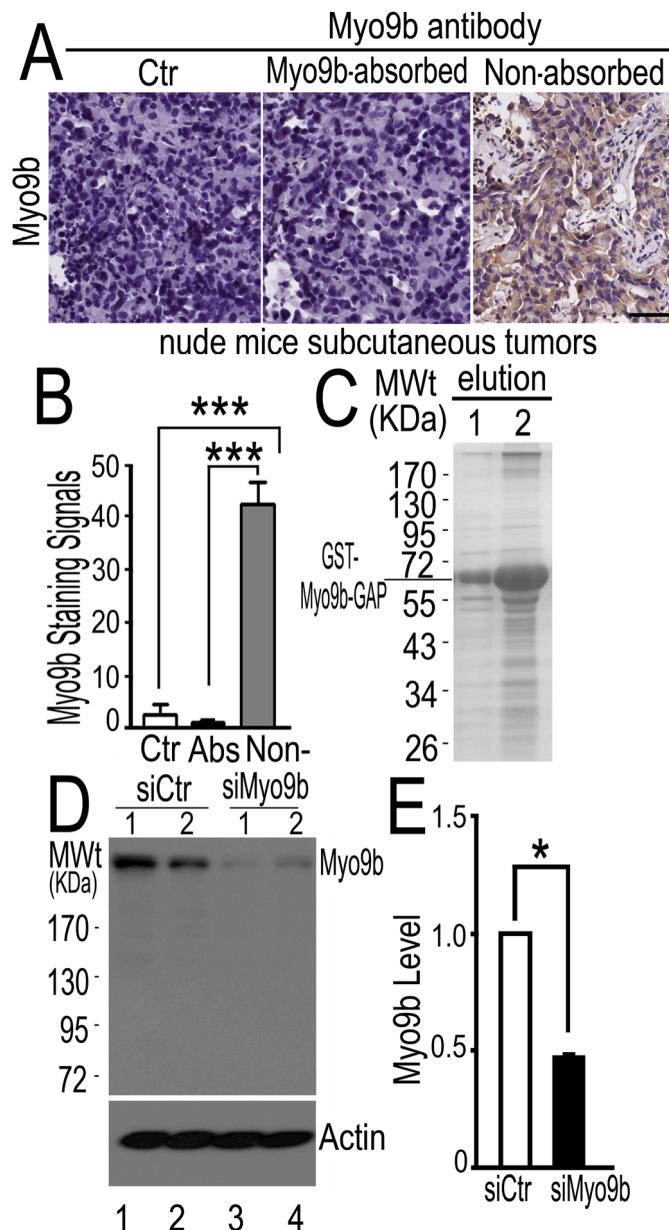 A
Myo9b antibody
Ctr
Myo9b-absorbed
Non-absorbed
Myo9b
nude mice subcutaneous tumors
B
***
***
Myo9b Staining Signals
50
40
30
20
10
0
Ctr Abs Non-
C
MWt
(KDa)
elution
1 2
170
130
95
72
55
43
34
26
GST-
Myo9b-GAP
D
siCtr siMyo9b
1 2 1 2
MWt
(KDa)
Myo9b
170
130
95
72
Actin
1 2 3 4
E
*
Myo9b Level
1.5
1.0
0.5
0
siCtr siMyo9b